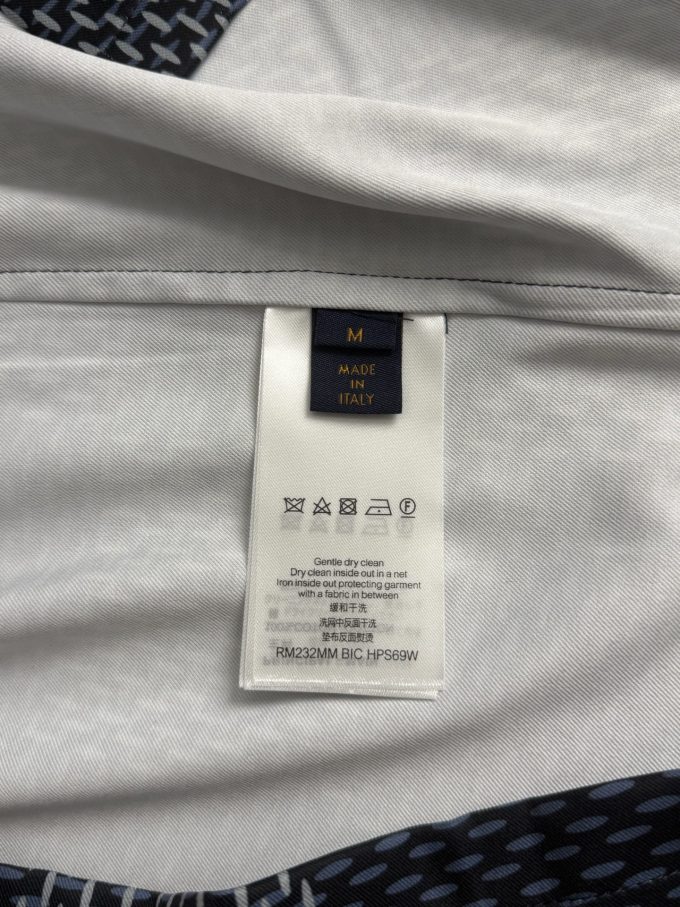 M
MADE
IN
ITALY
Gentle dry clean
Dry clean inside out in a net
Iron inside out protecting garment
with a fabric in between
缓和干洗
洗网中反面干洗
垫布反面熨烫
RM232MM BIC HPS69W